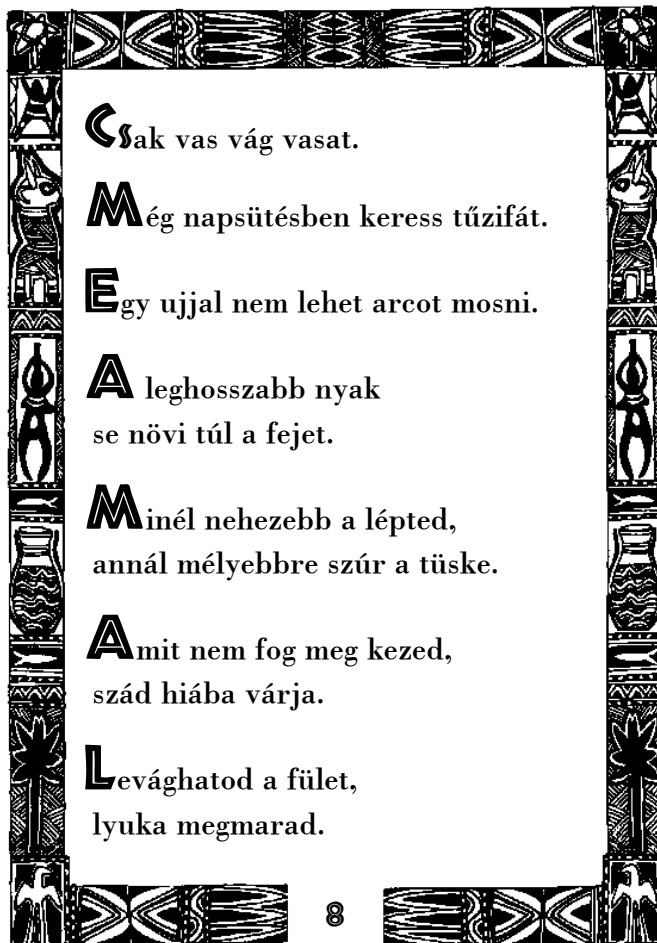 Csak vas vág vasat.
Még napsütésben keress tűzifát.
Egy ujjal nem lehet arcot mosni.
A leghosszabb nyak
se növi túl a fejet.
Minél nehezebb a lépted,
annál mélyebbre szúr a tüske.
Amit nem fog meg kezed,
szád hiába várja.
Levághatod a fület,
lyuka megmarad.
8